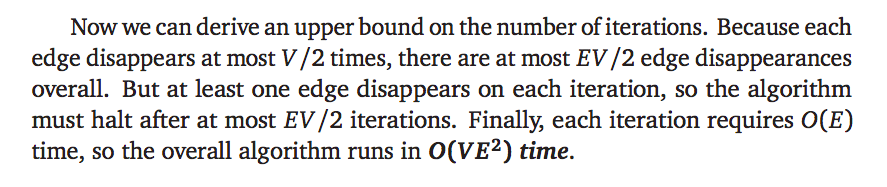 Now we can derive an upper bound on the number of iterations. Because each
edge disappears at most V/2 times, there are at most EV/2 edge disappearances
overall. But at least one edge disappears on each iteration, so the algorithm
must halt after at most EV/2 iterations. Finally, each iteration requires O(E)
time, so the overall algorithm runs in O(VE²) time.